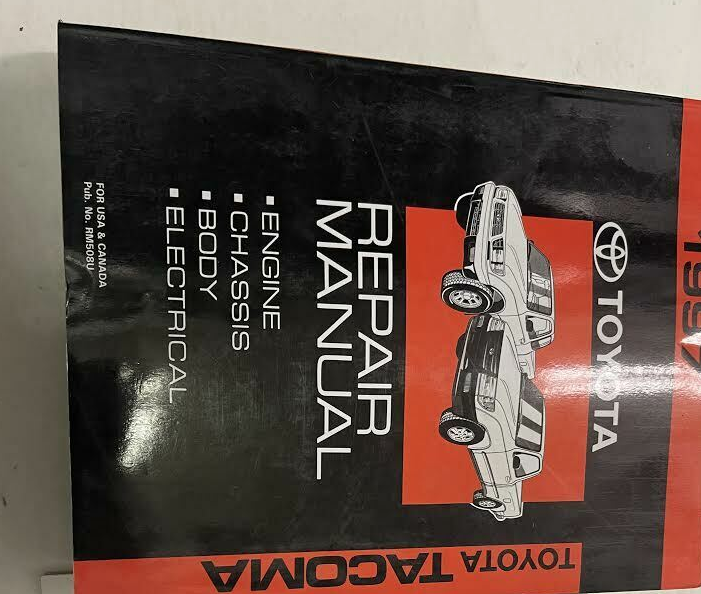 1997
TOYOTA
REPAIR
MANUAL
▪ ENGINE
▪ CHASSIS
▪ BODY
▪ ELECTRICAL
FOR USA & CANADA
Pub. No. RM508U
TOYOTA TACOMA